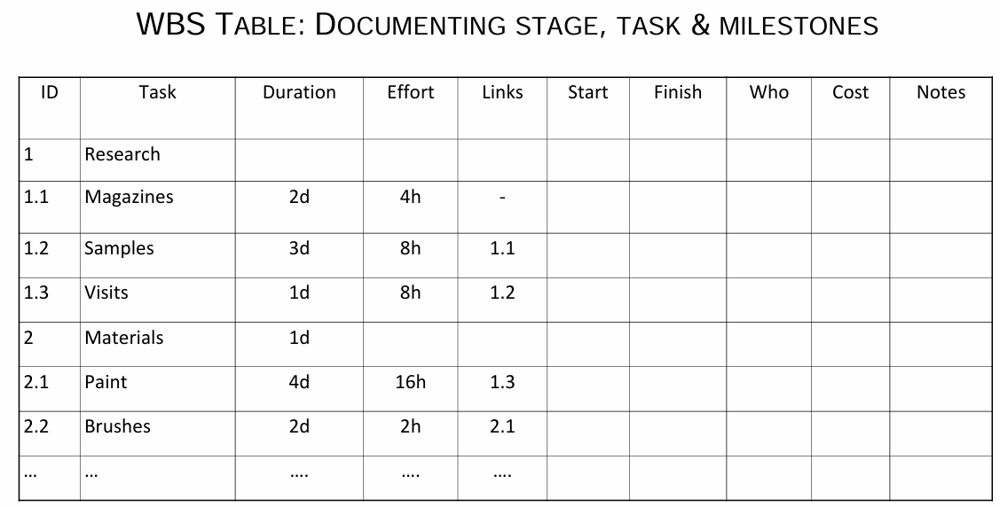 WBS TABLE: DOCUMENTING STAGE, TASK & MILESTONES
ID Task Duration Effort Links Start Finish Who Cost Notes
1 Research
1.1 Magazines 2d 4h -
1.2 Samples 3d 8h 1.1
1.3 Visits 1d 8h 1.2
2 Materials 1d
2.1 Paint 4d 16h 1.3
2.2 Brushes 2d 2h 2.1
... ... .... .... ....